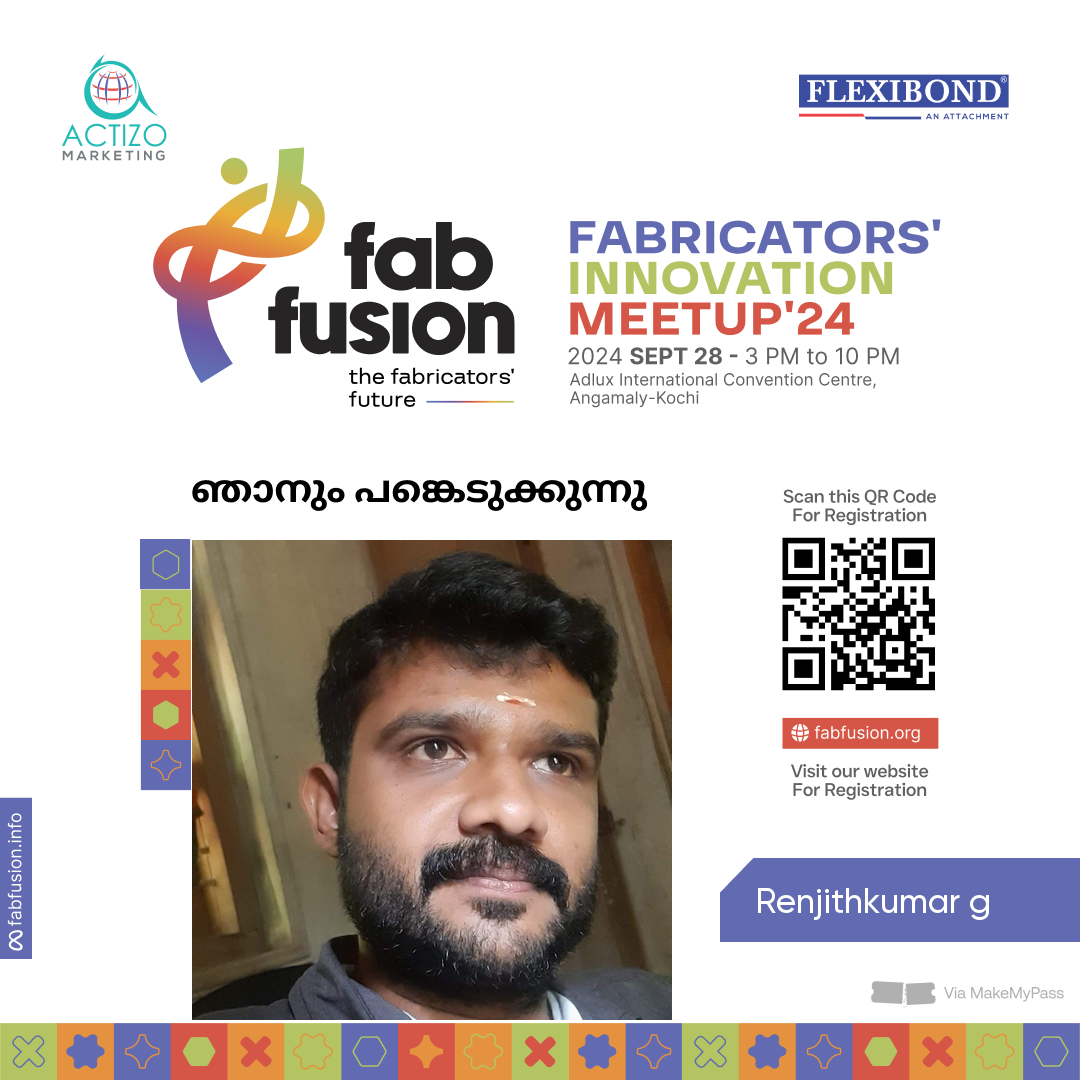 ACTIZO
MARKETING
FLEXIBOND®
AN ATTACHMENT
fab
fusion
the fabricators'
future
FABRICATORS'
INNOVATION
MEETUP'24
2024 SEPT 28 - 3 PM to 10 PM
Adlux International Convention Centre,
Angamaly-Kochi
ഞാനും പങ്കെടുക്കുന്നു
Scan this QR Code
For Registration
fabfusion.org
Visit our website
For Registration
fabfusion.info
Renjithkumar g
Via MakeMyPass